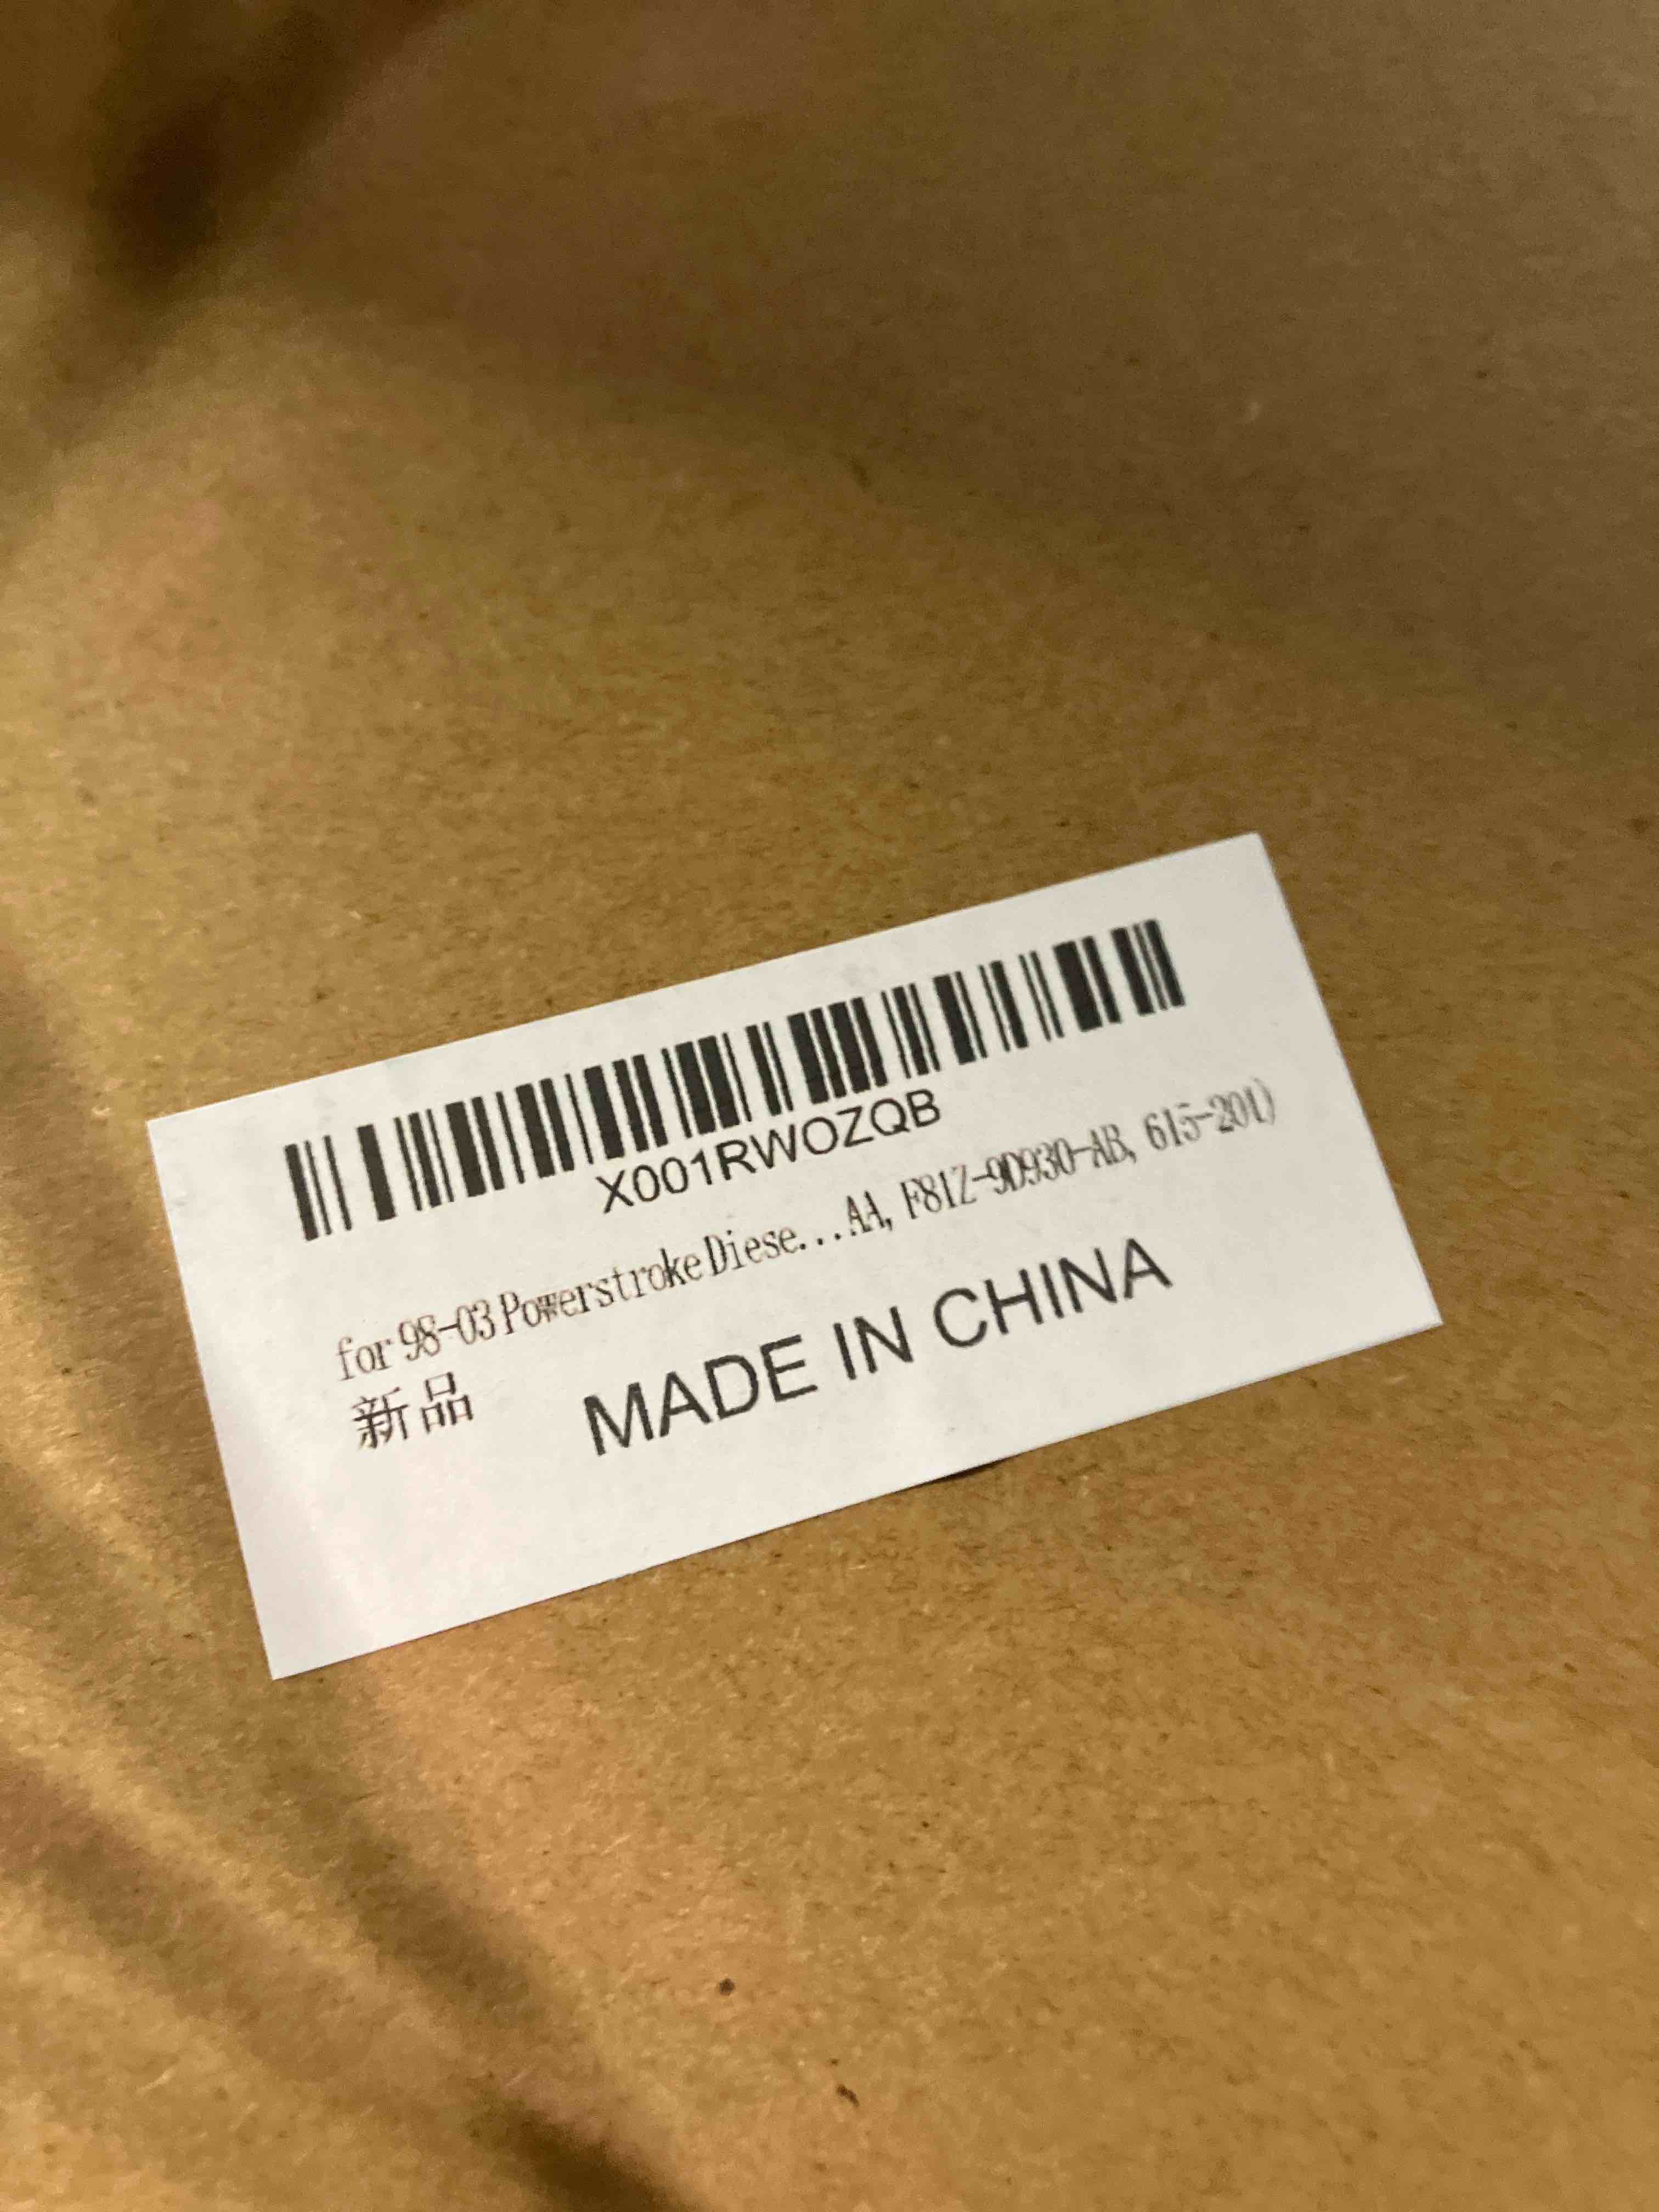 X001RWOZQB
for 98-03 Powerstroke Diese...AA, F81Z-9D930-AB, 615-201)
新品
MADE IN CHINA